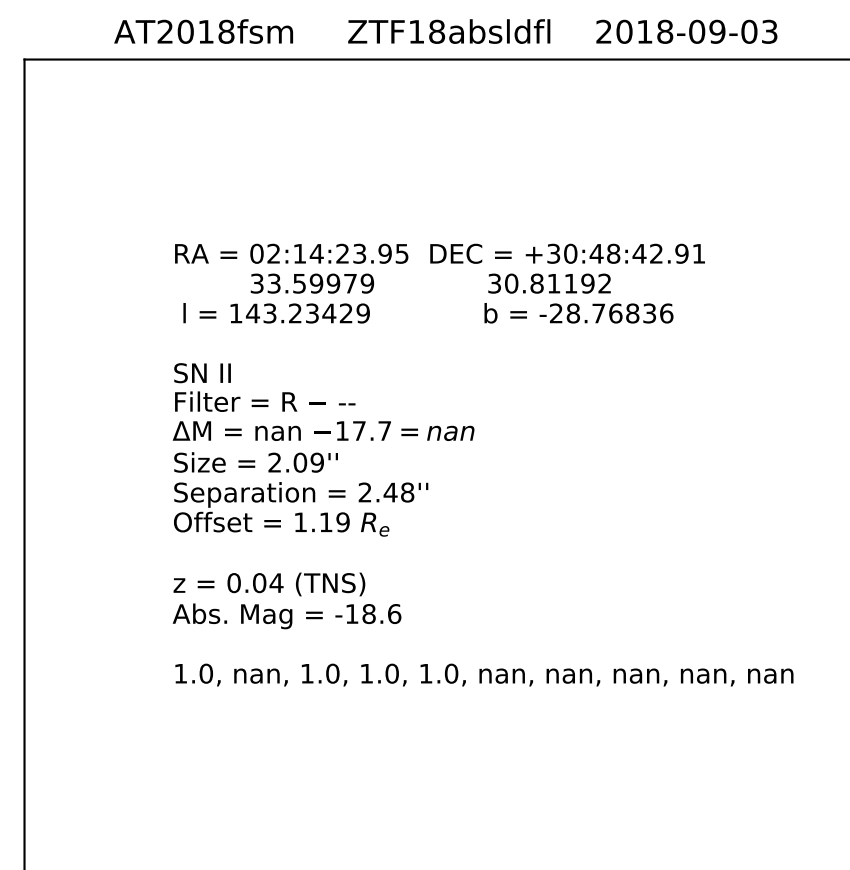 AT2018fsm ZTF18absldfl 2018-09-03
RA = 02:14:23.95 DEC = +30:48:42.91
33.59979 30.81192
l = 143.23429 b = -28.76836
SN II
Filter = R − --
ΔM = nan −17.7 = nan
Size = 2.09''
Separation = 2.48''
Offset = 1.19 Re
z = 0.04 (TNS)
Abs. Mag = -18.6
1.0, nan, 1.0, 1.0, 1.0, nan, nan, nan, nan, nan